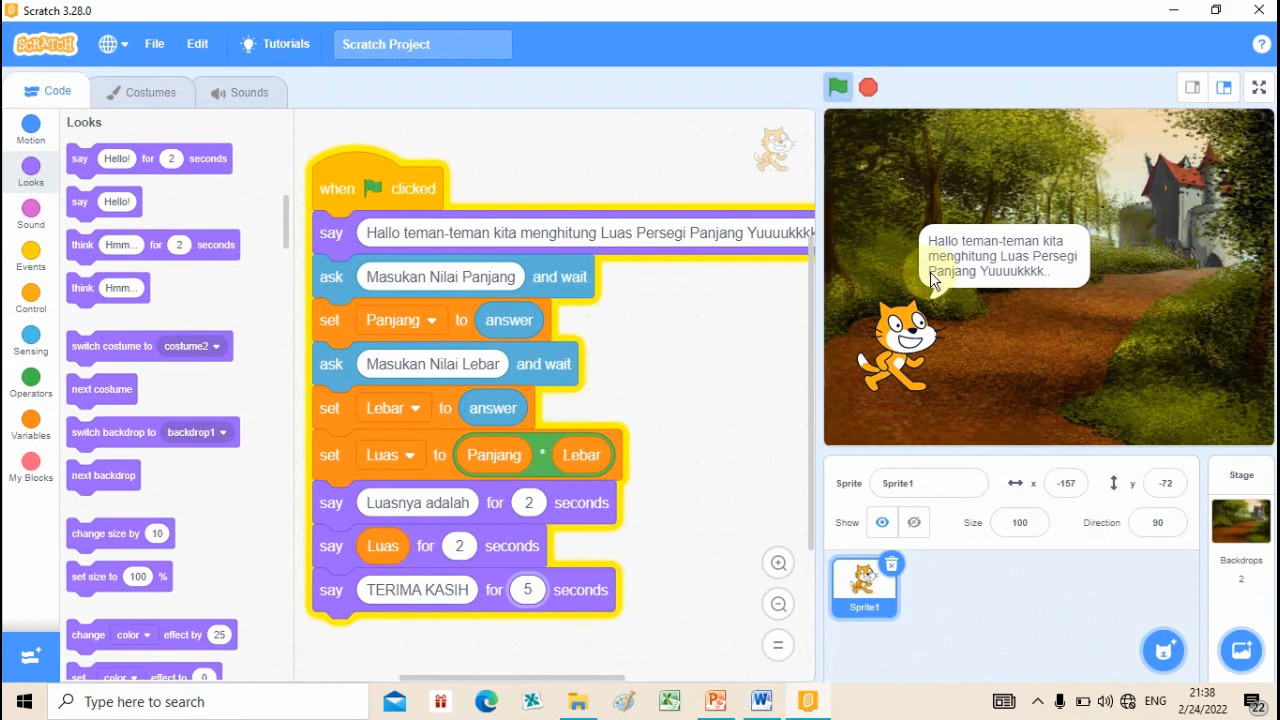 Scratch 3.28.0
SCRATCH
File
Edit
Tutorials
Scratch Project
Code
Costumes
Sounds
Motion
Looks
Sound
Events
Control
Sensing
Operators
Variables
My Blocks
Looks
say Hello! for 2 seconds
say Hello!
think Hmm... for 2 seconds
think Hmm...
switch costume to costume2
next costume
switch backdrop to backdrop1
next backdrop
change size by 10
set size to 100 %
change color effect by 25
set color effect to 0
when clicked
say Hallo teman-teman kita menghitung Luas Persegi Panjang Yuuuukkkk
ask Masukan Nilai Panjang and wait
set Panjang to answer
ask Masukan Nilai Lebar and wait
set Lebar to answer
set Luas to Panjang * Lebar
say Luasnya adalah for 2 seconds
say Luas for 2 seconds
say TERIMA KASIH for 5 seconds
Hallo teman-teman kita
menghitung Luas Persegi
Panjang Yuuuukkkk..
Sprite Sprite1 x -157 y -72
Show Size 100 Direction 90
Sprite1
Stage
Backdrops
2
Type here to search
ENG
21:38
2/24/2022
22